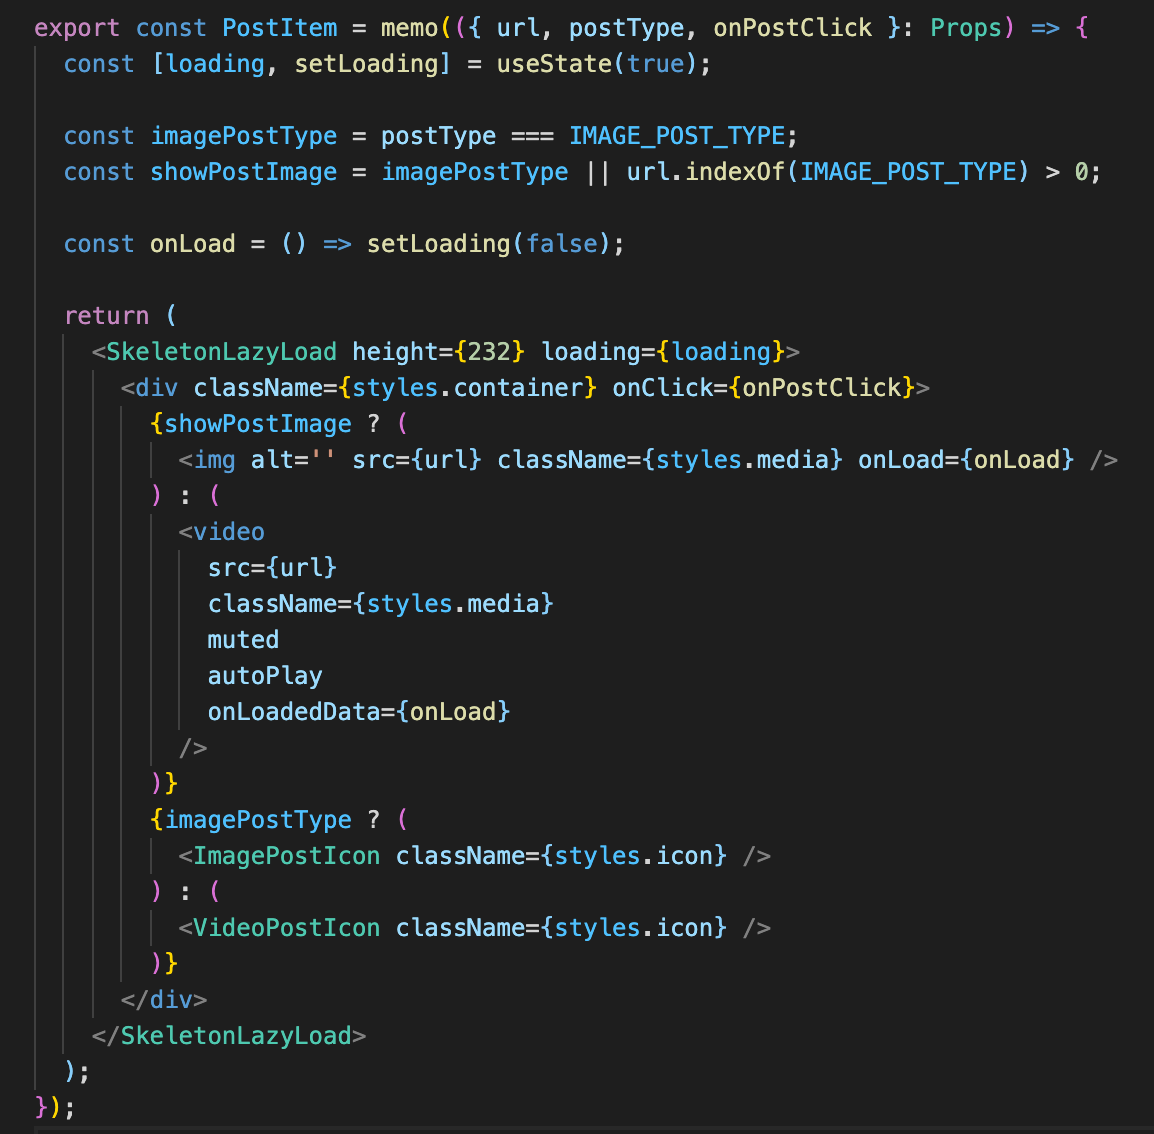 export const PostItem = memo(({ url, postType, onPostClick }: Props) => {
  const [loading, setLoading] = useState(true);

  const imagePostType = postType === IMAGE_POST_TYPE;
  const showPostImage = imagePostType || url.indexOf(IMAGE_POST_TYPE) > 0;

  const onLoad = () => setLoading(false);

  return (
    <SkeletonLazyLoad height={232} loading={loading}>
      <div className={styles.container} onClick={onPostClick}>
        {showPostImage ? (
          <img alt='' src={url} className={styles.media} onLoad={onLoad} />
        ) : (
          <video
            src={url}
            className={styles.media}
            muted
            autoPlay
            onLoadedData={onLoad}
          />
        )}
        {imagePostType ? (
          <ImagePostIcon className={styles.icon} />
        ) : (
          <VideoPostIcon className={styles.icon} />
        )}
      </div>
    </SkeletonLazyLoad>
  );
});